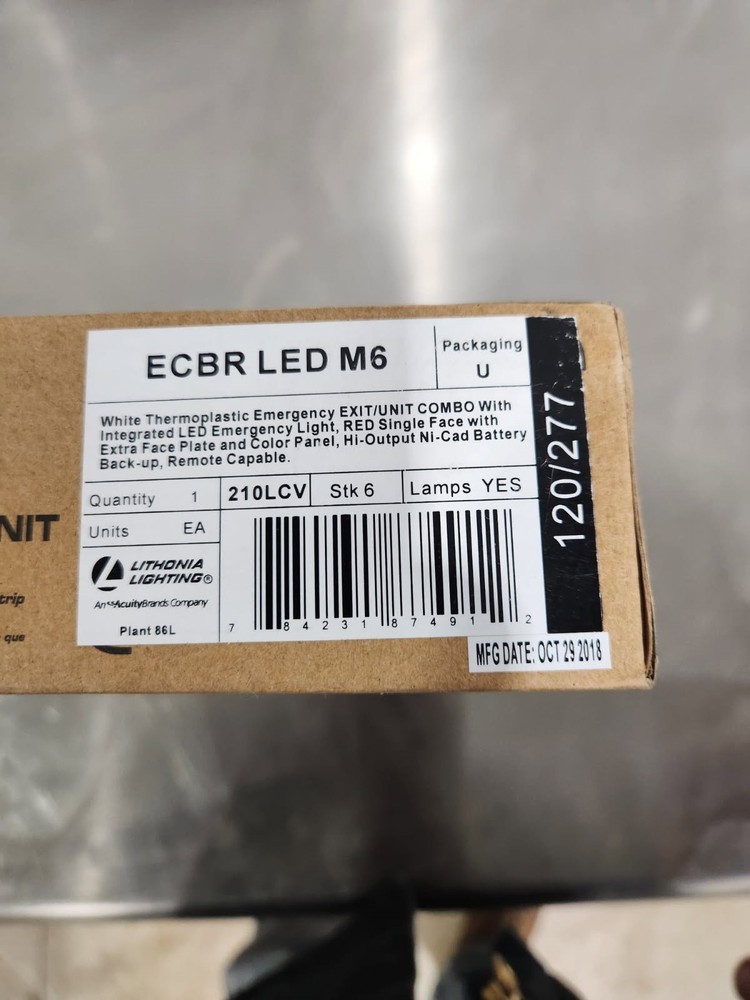 ECBR LED M6
Packaging
U
White Thermoplastic Emergency EXIT/UNIT COMBO With
Integrated LED Emergency Light, RED Single Face with
Extra Face Plate and Color Panel, Hi-Output Ni-Cad Battery
Back-up, Remote Capable.
120/277
Quantity 1
210LCV
Stk 6
Lamps YES
Units EA
LITHONIA
LIGHTING®
An AcuityBrands Company
Plant 86L
7 84231 87491 2
MFG DATE: OCT 29 2018
NIT
trip
que